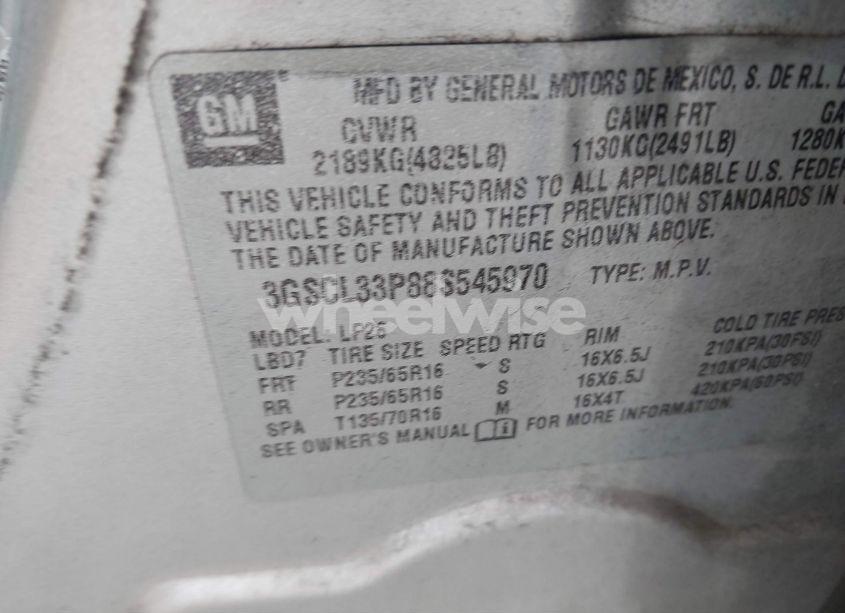 GM
MFD BY GENERAL MOTORS DE MEXICO, S. DE R.L. D
GVWR GAWR FRT GA
2189KG(4825LB) 1130KG(2491LB) 1280K
THIS VEHICLE CONFORMS TO ALL APPLICABLE U.S. FEDER
VEHICLE SAFETY AND THEFT PREVENTION STANDARDS IN
THE DATE OF MANUFACTURE SHOWN ABOVE.
3GSCL33P88S545970 TYPE: M.P.V.
wheelwise
MODEL: LP26
LBD7 TIRE SIZE SPEED RTG RIM COLD TIRE PRES
FRT P235/65R16 S 16X6.5J 210KPA(30PSI)
RR P235/65R16 S 16X6.5J 210KPA(30PSI)
SPA T135/70R16 M 16X4T 420KPA(60PSI)
SEE OWNER'S MANUAL FOR MORE INFORMATION.